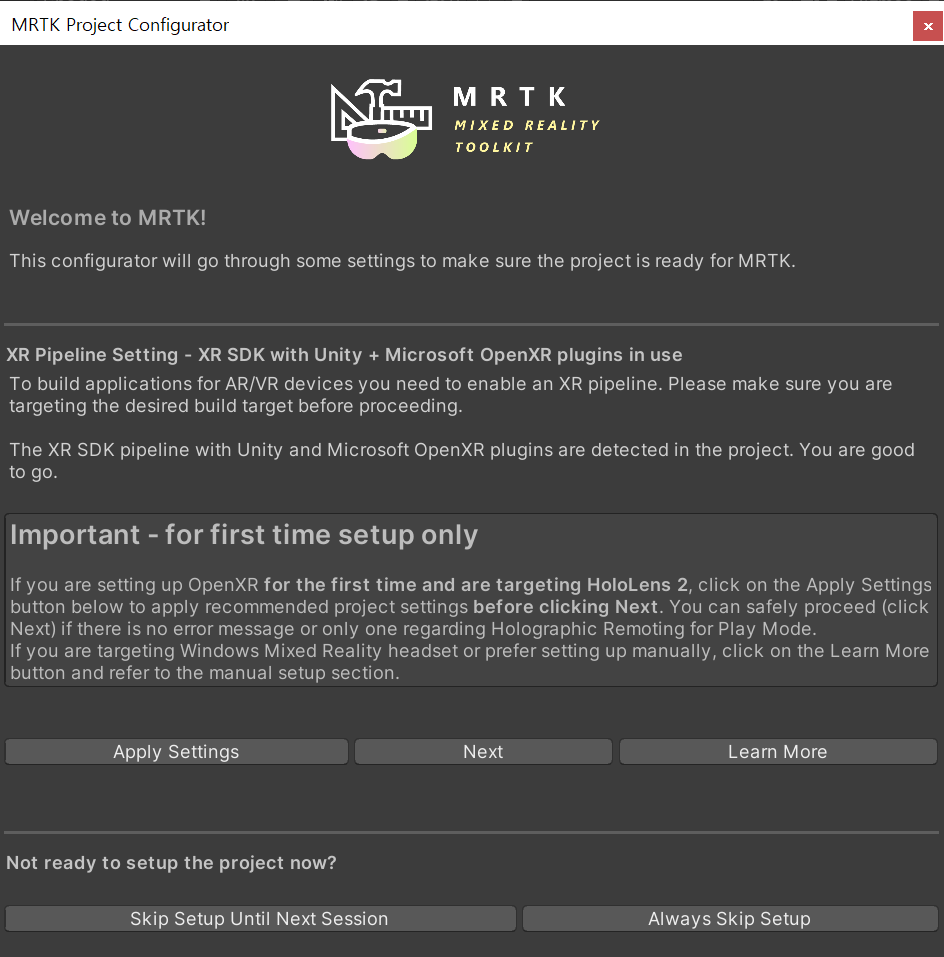 MRTK Project Configurator
x
MRTK
MIXED REALITY
TOOLKIT
Welcome to MRTK!
This configurator will go through some settings to make sure the project is ready for MRTK.
XR Pipeline Setting - XR SDK with Unity + Microsoft OpenXR plugins in use
To build applications for AR/VR devices you need to enable an XR pipeline. Please make sure you are
targeting the desired build target before proceeding.
The XR SDK pipeline with Unity and Microsoft OpenXR plugins are detected in the project. You are good
to go.
Important - for first time setup only
If you are setting up OpenXR for the first time and are targeting HoloLens 2, click on the Apply Settings
button below to apply recommended project settings before clicking Next. You can safely proceed (click
Next) if there is no error message or only one regarding Holographic Remoting for Play Mode.
If you are targeting Windows Mixed Reality headset or prefer setting up manually, click on the Learn More
button and refer to the manual setup section.
Apply Settings
Next
Learn More
Not ready to setup the project now?
Skip Setup Until Next Session
Always Skip Setup